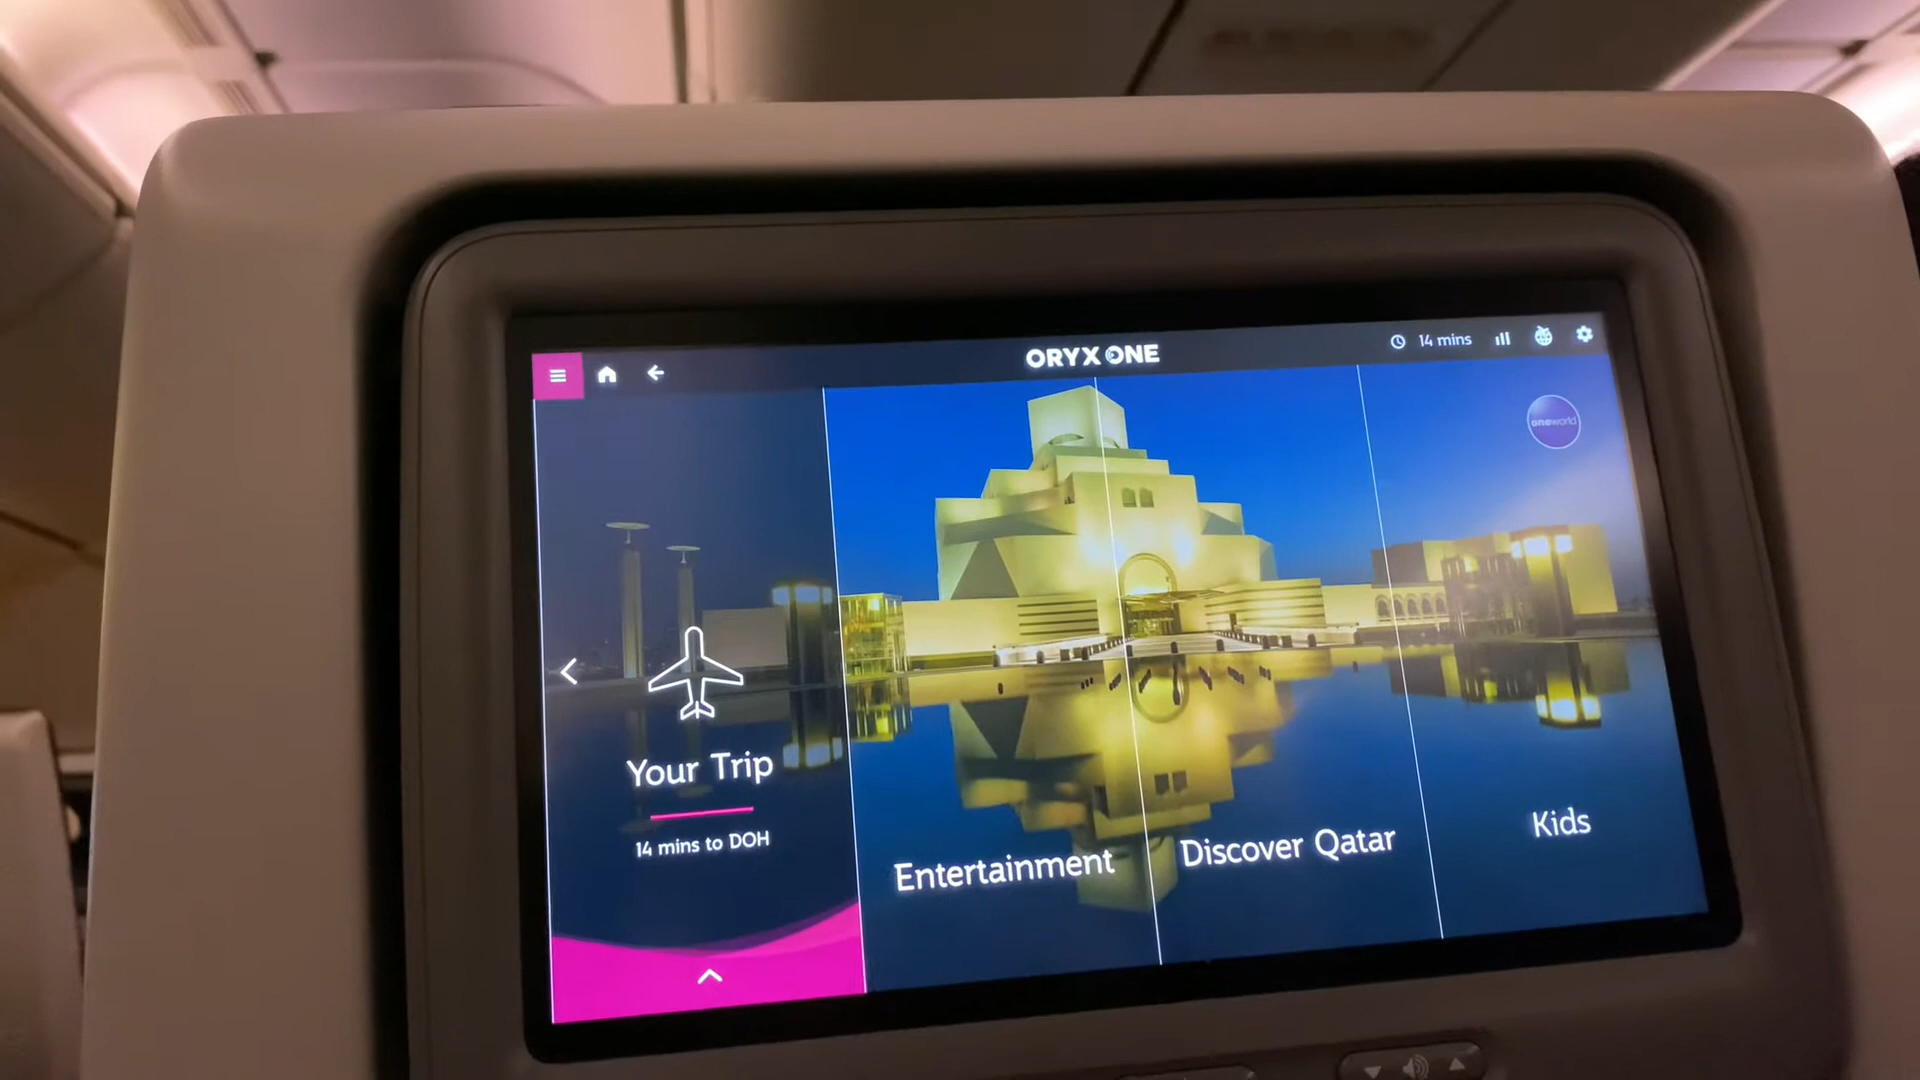 ORYX ONE
14 mins
oneworld
Your Trip
14 mins to DOH
Entertainment
Discover Qatar
Kids